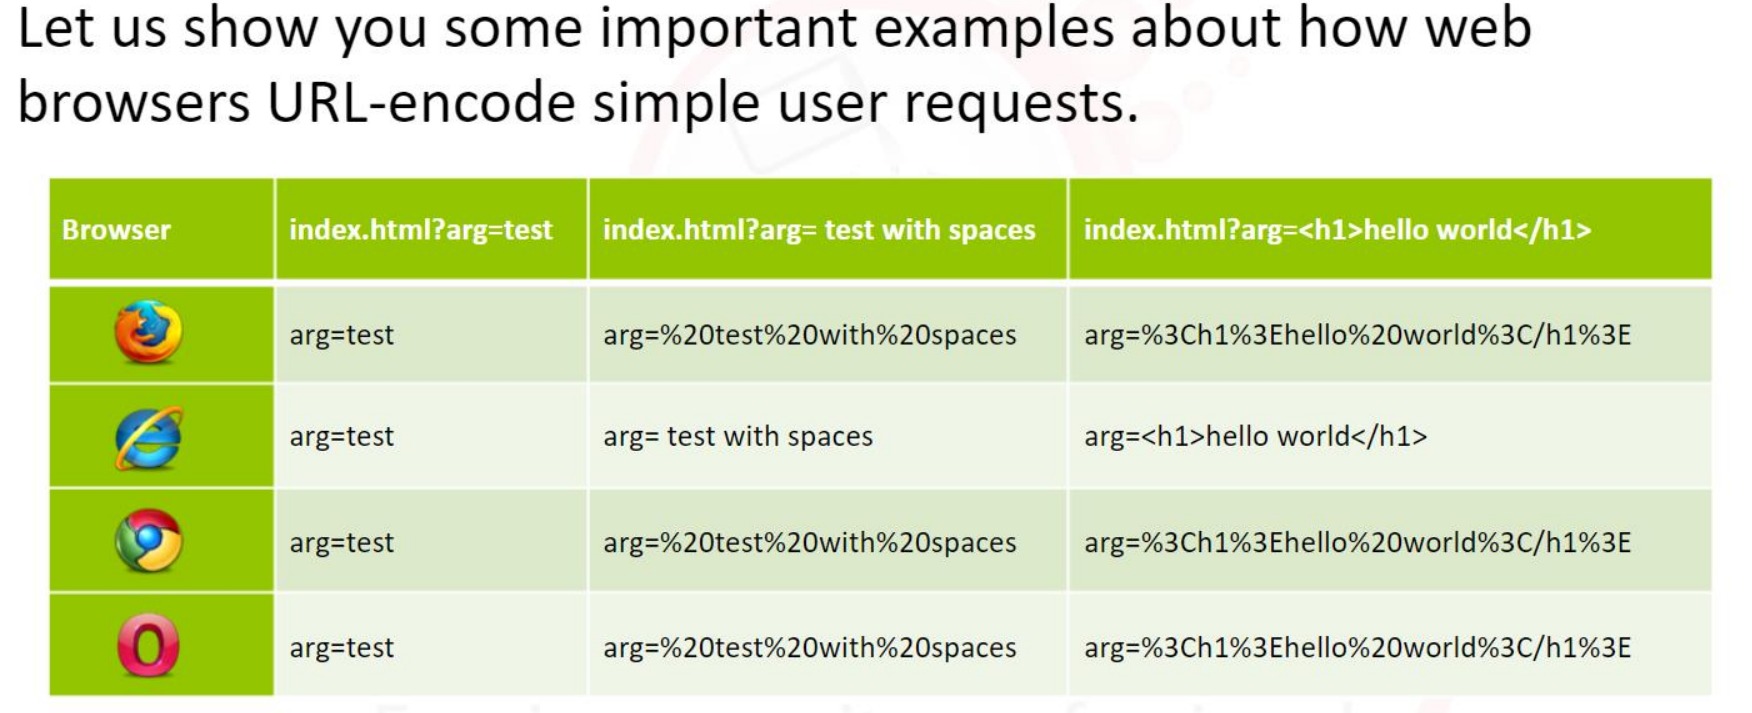 Let us show you some important examples about how web
browsers URL-encode simple user requests.
Browser index.html?arg=test index.html?arg= test with spaces index.html?arg=<h1>hello world</h1>
arg=test arg=%20test%20with%20spaces arg=%3Ch1%3Ehello%20world%3C/h1%3E
arg=test arg= test with spaces arg=<h1>hello world</h1>
arg=test arg=%20test%20with%20spaces arg=%3Ch1%3Ehello%20world%3C/h1%3E
arg=test arg=%20test%20with%20spaces arg=%3Ch1%3Ehello%20world%3C/h1%3E